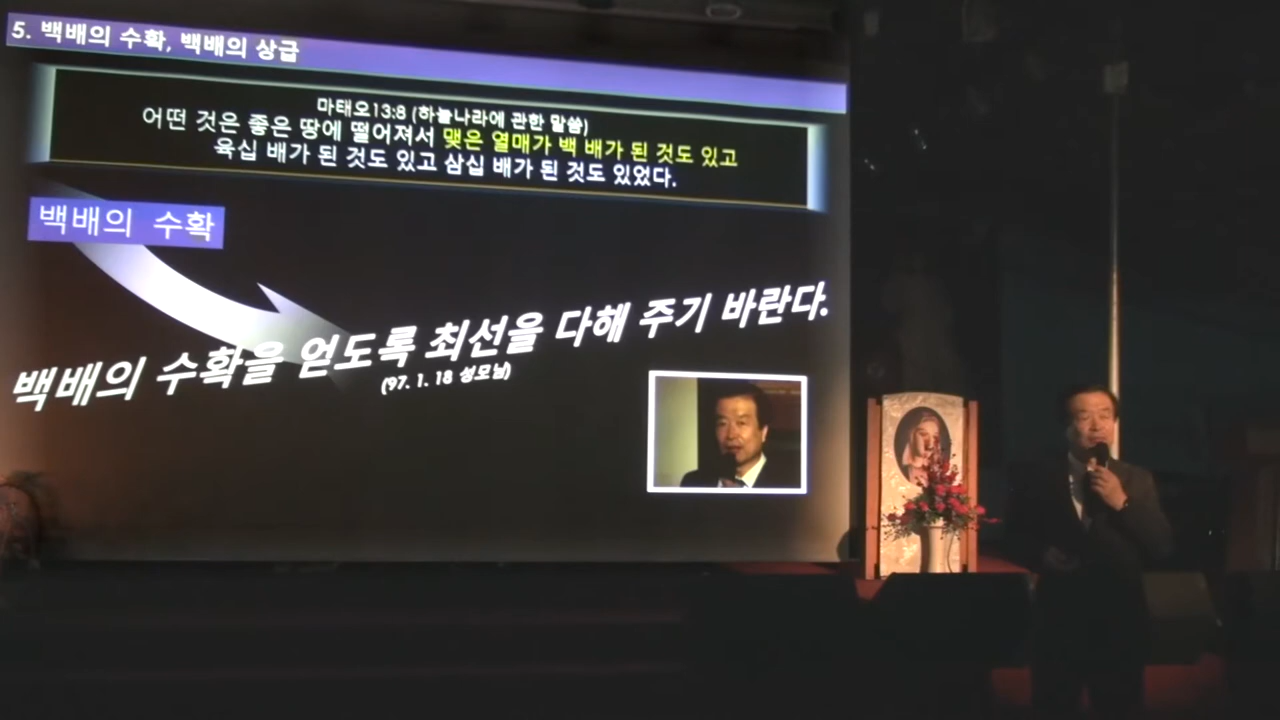 5. 백배의 수확, 백배의 상급
마태오13:8 (하늘나라에 관한 말씀)
어떤 것은 좋은 땅에 떨어져서 맺은 열매가 백 배가 된 것도 있고
육십 배가 된 것도 있고 삼십 배가 된 것도 있었다.
백배의 수확
백배의 수확을 얻도록 최선을 다해 주기 바란다.
(97. 1. 18 성모님)